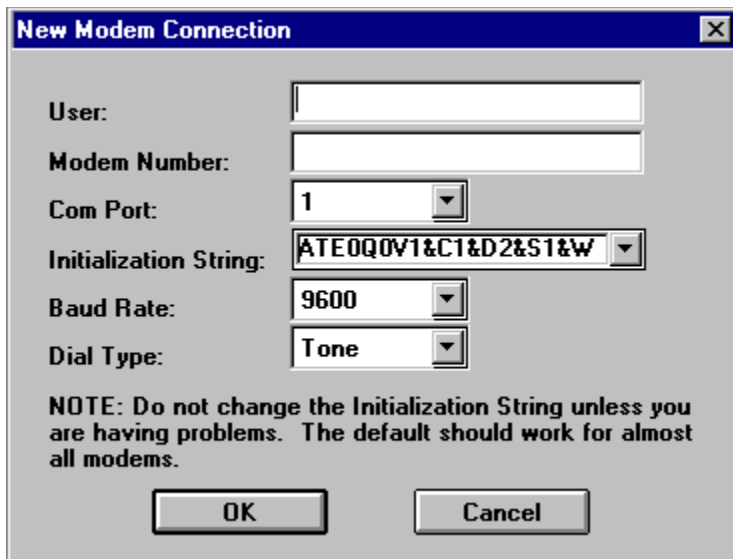 New Modem Connection
User:
Modem Number:
Com Port: 1
Initialization String: ATE0Q0V1&C1&D2&S1&W
Baud Rate: 9600
Dial Type: Tone
NOTE: Do not change the Initialization String unless you
are having problems.  The default should work for almost
all modems.
OK Cancel